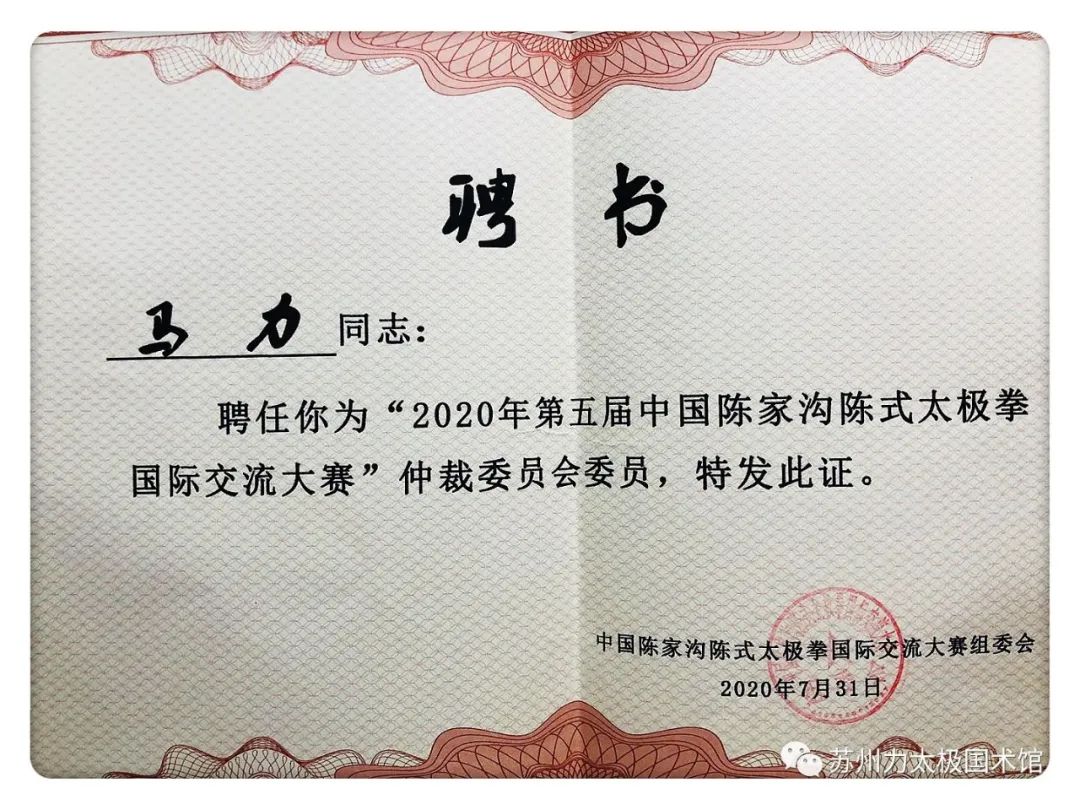 聘 书
马 力 同志：
聘任你为“2020年第五届中国陈家沟陈式太极拳
国际交流大赛”仲裁委员会委员，特发此证。
中国陈家沟陈式太极拳国际交流大赛组委会
2020年7月31日
苏州力太极国术馆